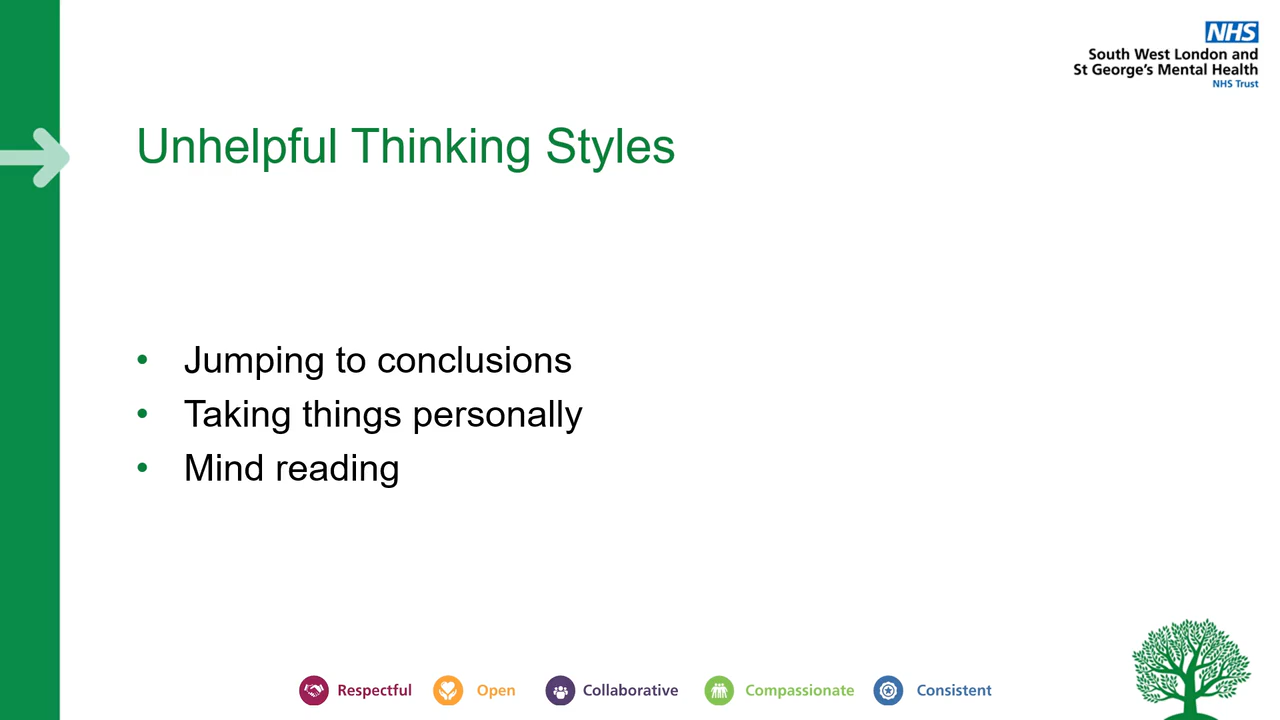 NHS
South West London and
St George's Mental Health
NHS Trust
Unhelpful Thinking Styles
• Jumping to conclusions
• Taking things personally
• Mind reading
Respectful Open Collaborative Compassionate Consistent